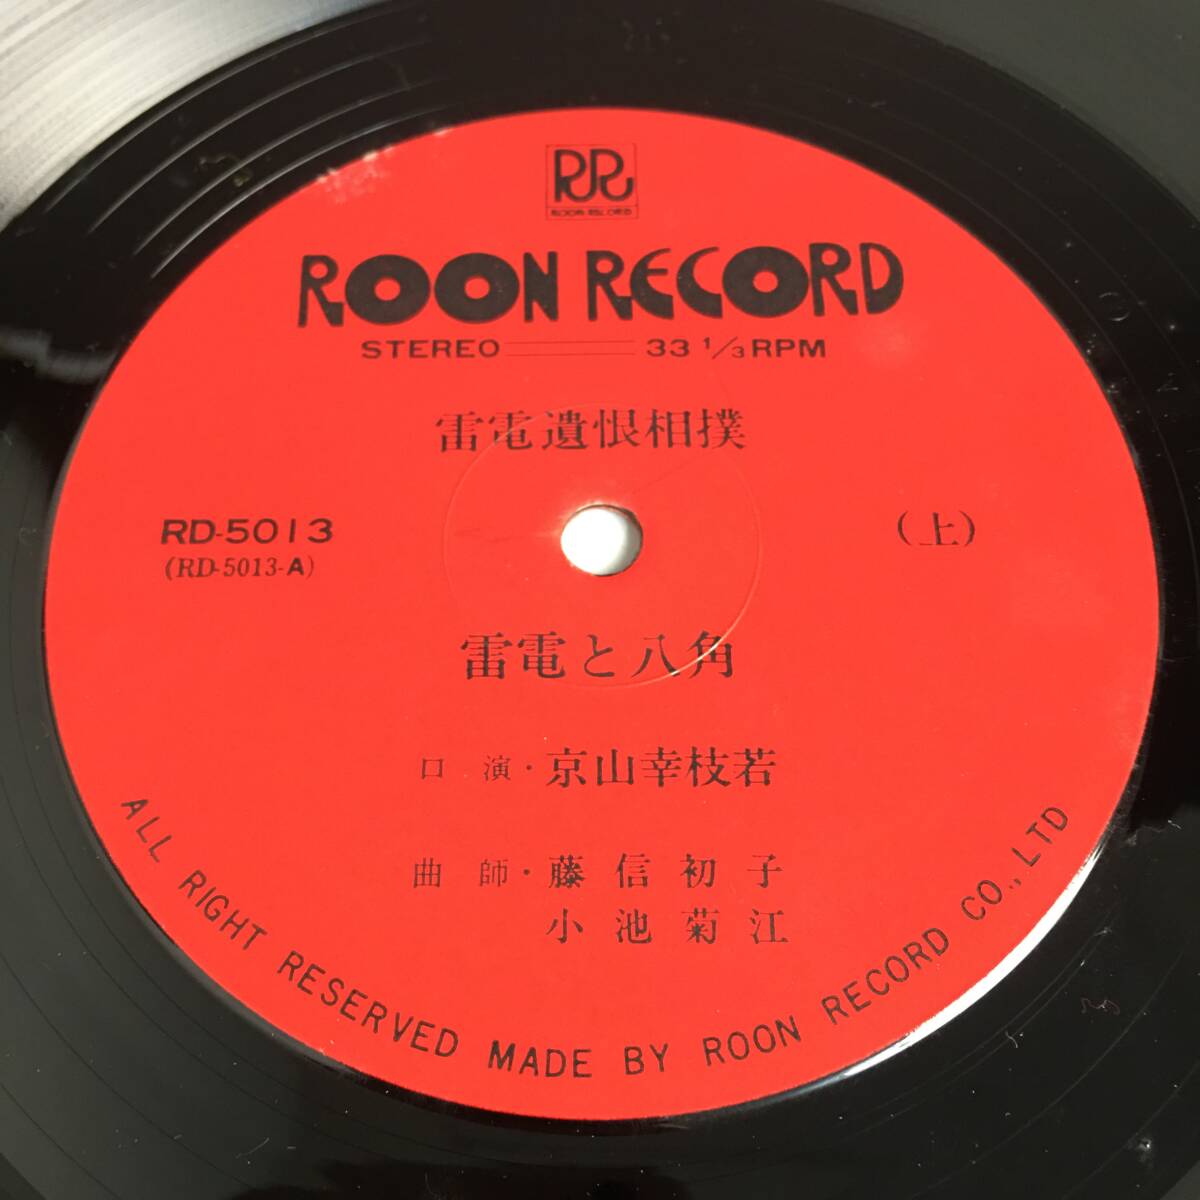 RR
ROON RECORD
ROON RECORD
STEREO 33 1/3 RPM
雷電遺恨相撲
RD-5013
(RD-5013-A)
(上)
雷電と八角
口演・京山幸枝若
曲師・藤信初子
小池菊江
ALL RIGHT RESERVED MADE BY ROON RECORD CO., LTD